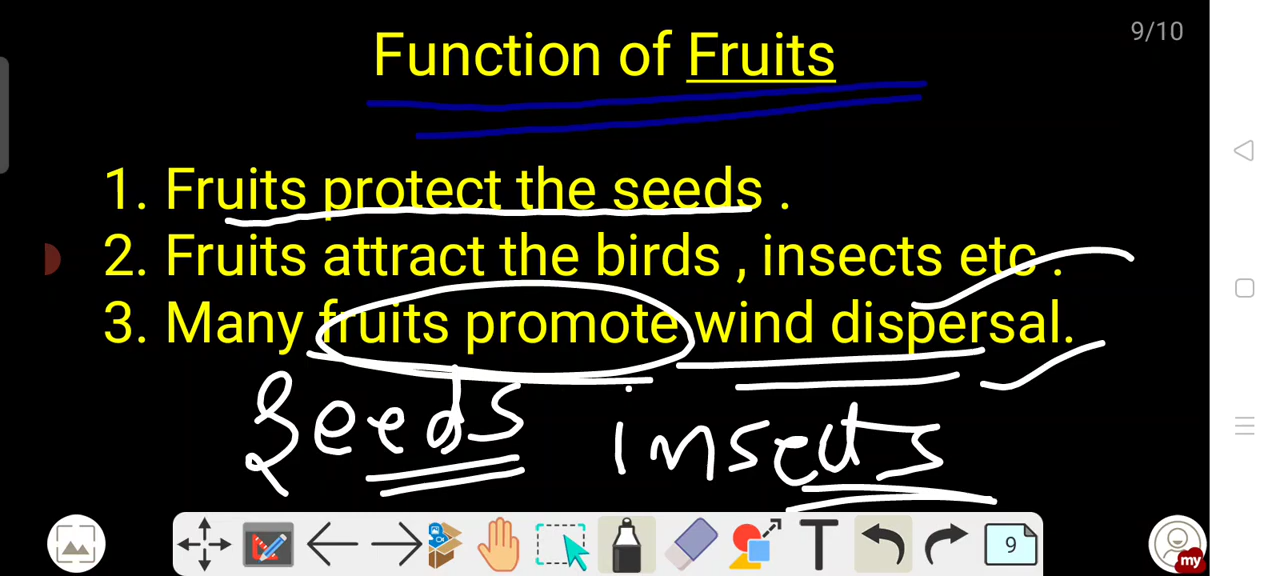 9/10
Function of Fruits
1. Fruits protect the seeds .
2. Fruits attract the birds , insects etc .
3. Many fruits promote wind dispersal.
Seeds insects
T
9
my